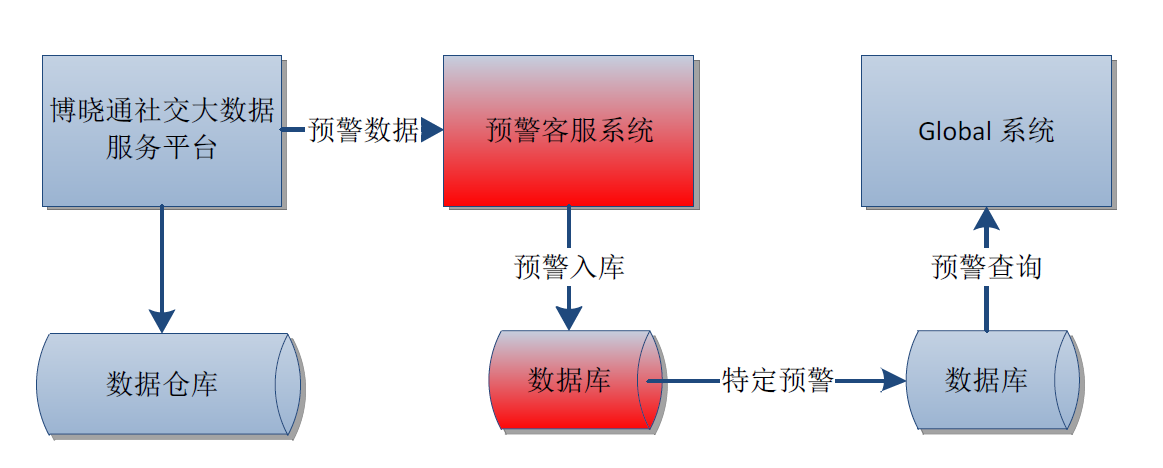 博晓通社交大数据
服务平台
预警数据
预警客服系统
Global 系统
预警入库
预警查询
数据仓库
数据库
特定预警
数据库